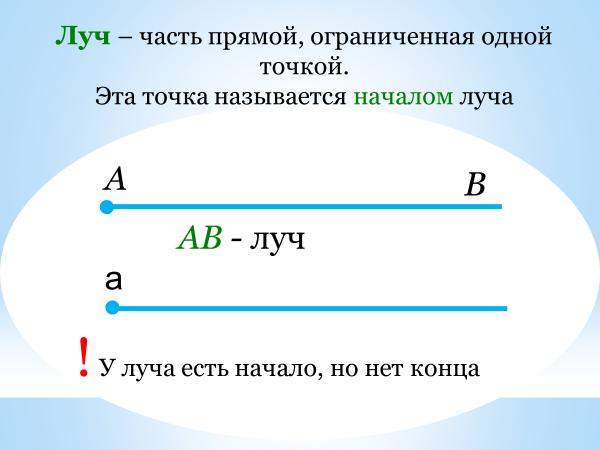 Луч – часть прямой, ограниченная одной
точкой.
Эта точка называется началом луча
A B
AB - луч
a
! У луча есть начало, но нет конца